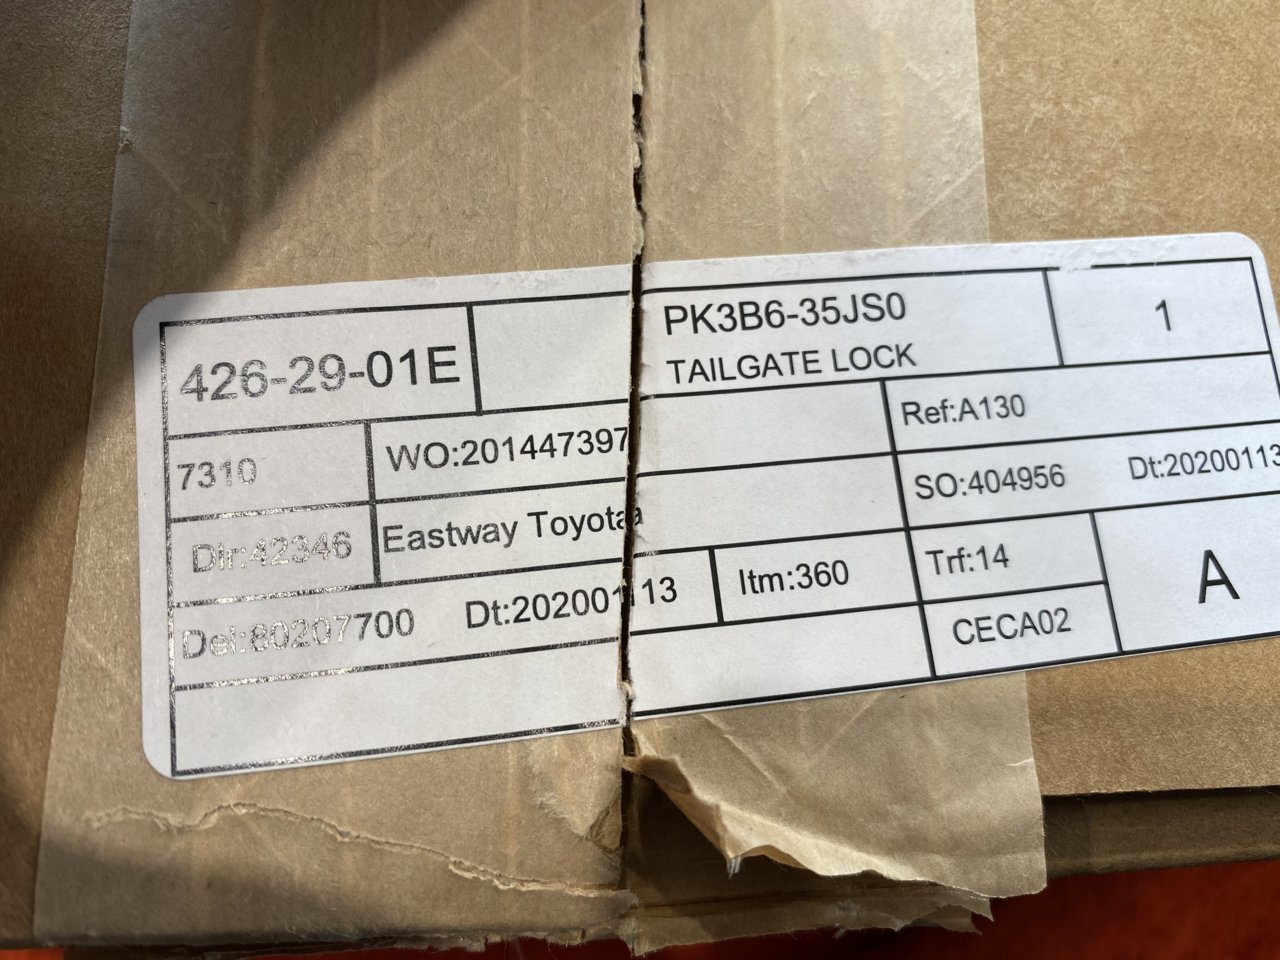 426-29-01E
PK3B6-35JS0
TAILGATE LOCK
1
7310
WO:201447397
Ref:A130
Dlr:42346
Eastway Toyota
SO:404956
Dt:20200113
Del:80207700
Dt:20200113
Itm:360
Trf:14
CECA02
A